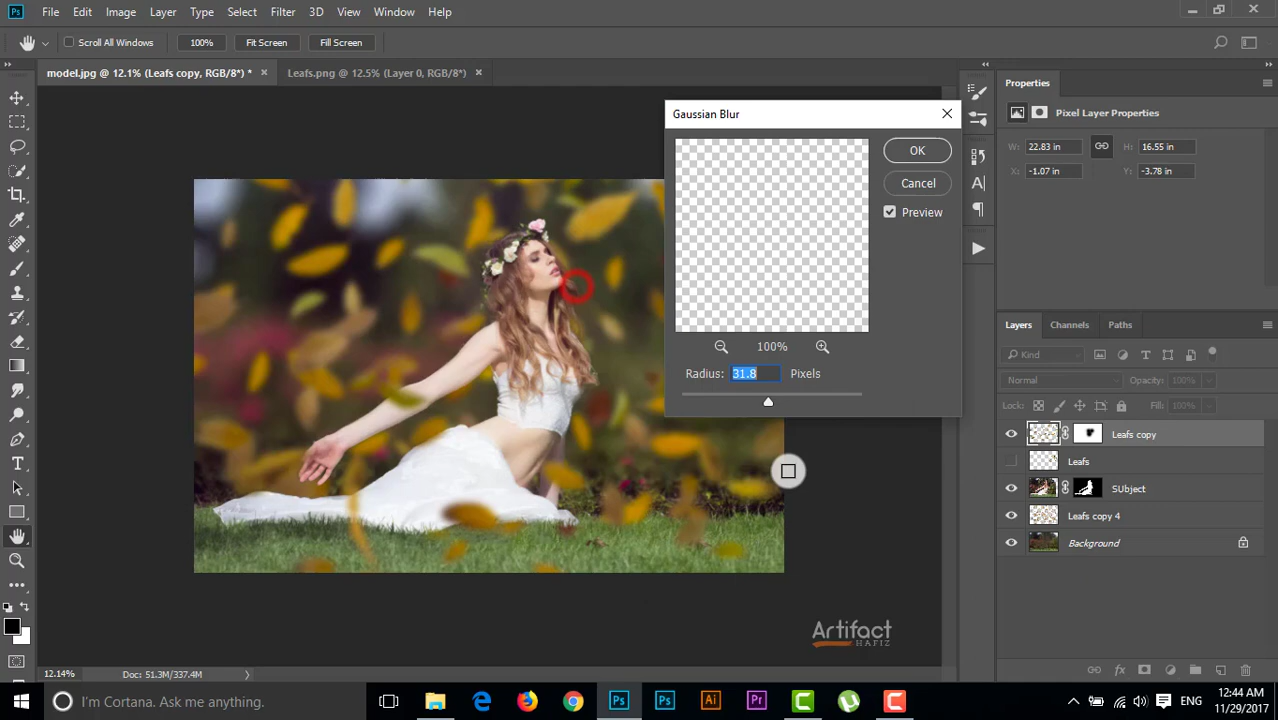 Ps File Edit Image Layer Type Select Filter 3D View Window Help
Scroll All Windows 100% Fit Screen Fill Screen
model.jpg @ 12.1% (Leafs copy, RGB/8*) * Leafs.png @ 12.5% (Layer 0, RGB/8*)
Gaussian Blur
OK
Cancel
Preview
100%
Radius: 31.8 Pixels
Properties
Pixel Layer Properties
W: 22.83 in H: 16.55 in
X: -1.07 in Y: -3.78 in
Layers Channels Paths
Kind
Normal Opacity: 100%
Lock: Fill: 100%
Leafs copy
Leafs
SUbject
Leafs copy 4
Background
Artifact
HAFIZ
12.14% Doc: 51.3M/337.4M
I'm Cortana. Ask me anything. Ps Ps Ai Pr ENG
12:44 AM
11/29/2017